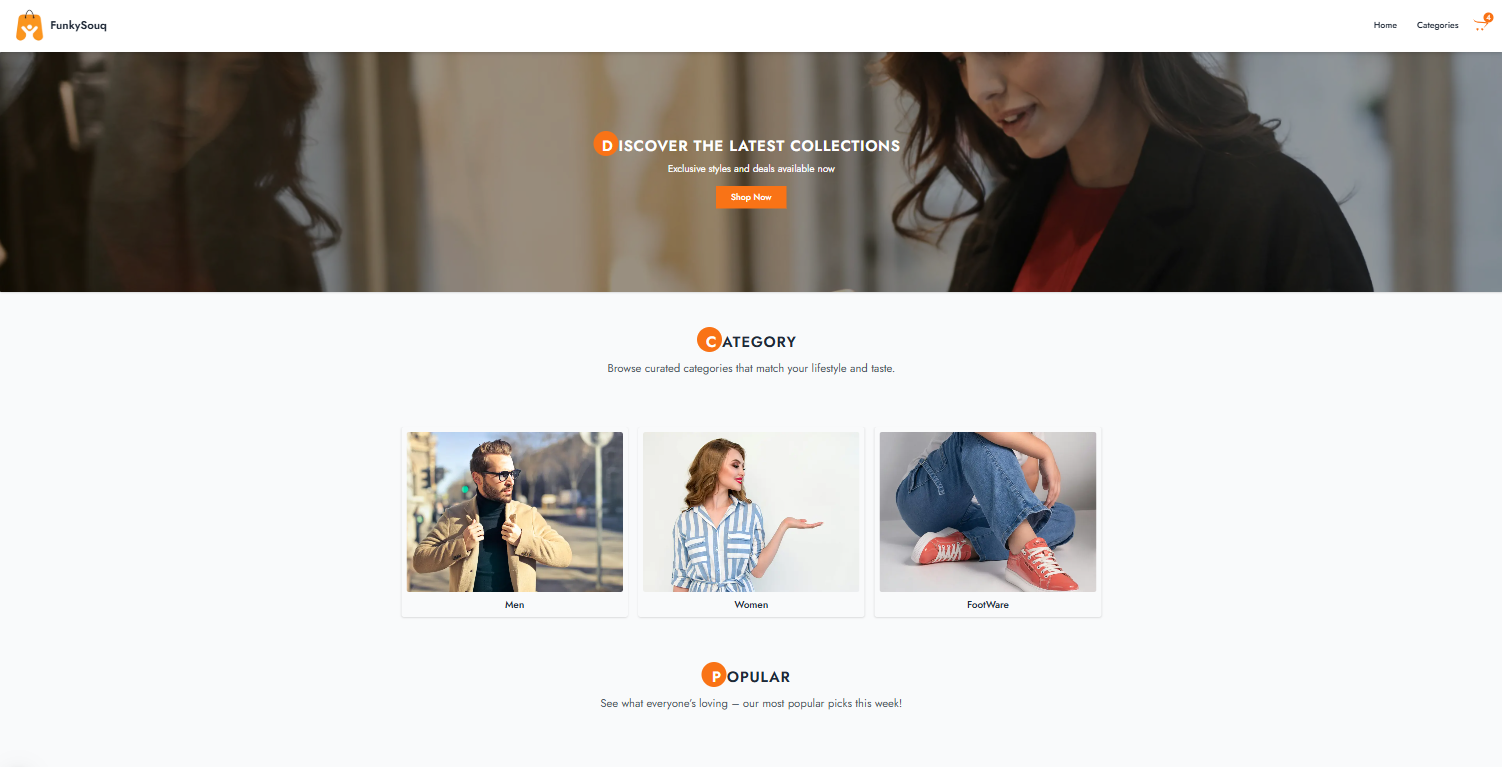 FunkySouq
Home
Categories
4
DISCOVER THE LATEST COLLECTIONS
Exclusive styles and deals available now
Shop Now
CATEGORY
Browse curated categories that match your lifestyle and taste.
Men
Women
FootWare
POPULAR
See what everyone's loving – our most popular picks this week!